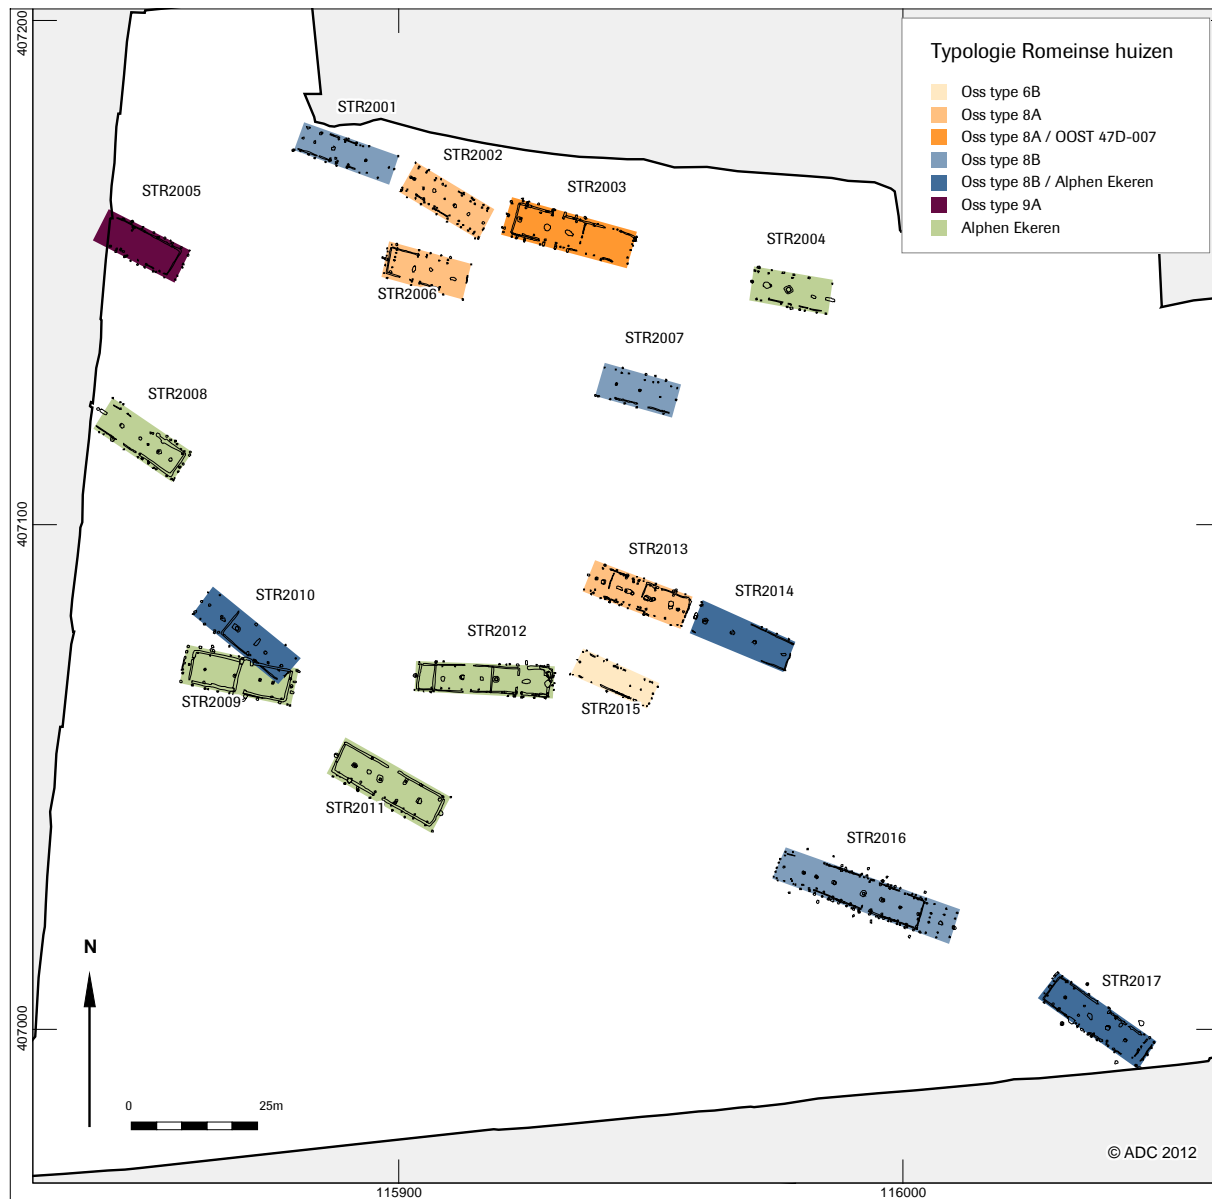 Typologie Romeinse huizen
Oss type 6B
Oss type 8A
Oss type 8A / OOST 47D-007
Oss type 8B
Oss type 8B / Alphen Ekeren
Oss type 9A
Alphen Ekeren
407200
STR2001
STR2002
STR2003
STR2005
STR2004
STR2006
STR2007
STR2008
407100
STR2013
STR2014
STR2010
STR2012
STR2009
STR2015
STR2011
STR2016
N
STR2017
407000
0
25m
© ADC 2012
115900
116000